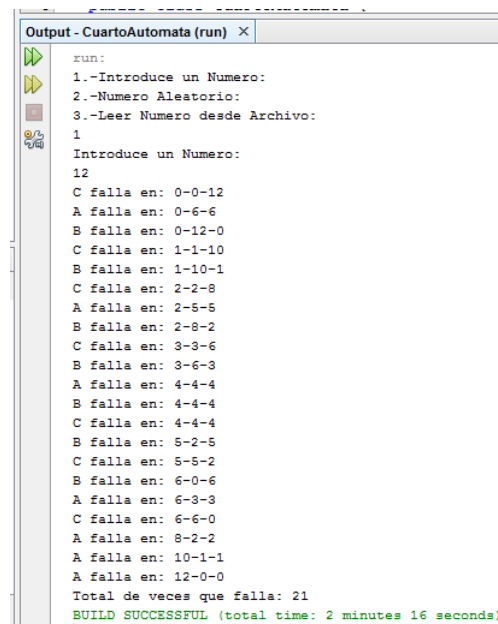 Output - CuartoAutomata (run) ×
run:
1.-Introduce un Numero:
2.-Numero Aleatorio:
3.-Leer Numero desde Archivo:
1
Introduce un Numero:
12
C falla en: 0-0-12
A falla en: 0-6-6
B falla en: 0-12-0
C falla en: 1-1-10
B falla en: 1-10-1
C falla en: 2-2-8
A falla en: 2-5-5
B falla en: 2-8-2
C falla en: 3-3-6
B falla en: 3-6-3
A falla en: 4-4-4
B falla en: 4-4-4
C falla en: 4-4-4
B falla en: 5-2-5
C falla en: 5-5-2
B falla en: 6-0-6
A falla en: 6-3-3
C falla en: 6-6-0
A falla en: 8-2-2
A falla en: 10-1-1
A falla en: 12-0-0
Total de veces que falla: 21
BUILD SUCCESSFUL (total time: 2 minutes 16 seconds)